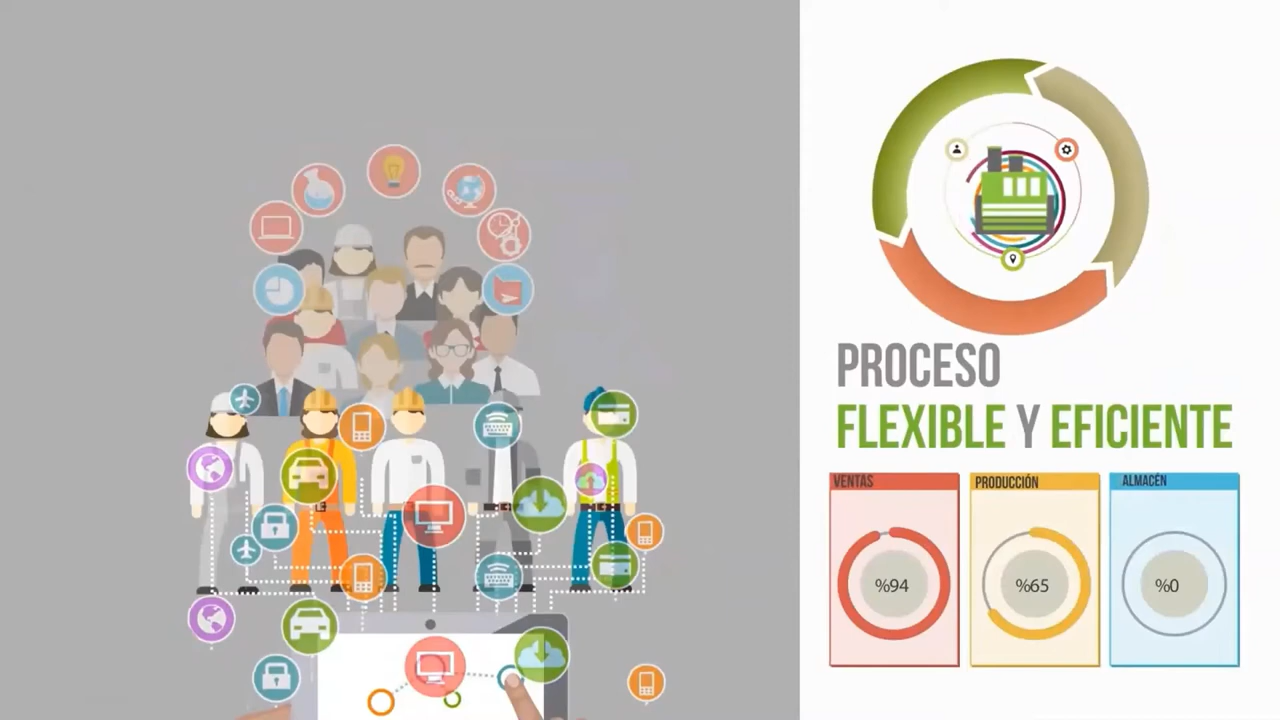 PROCESO
FLEXIBLE Y EFICIENTE
VENTAS
PRODUCCIÓN
ALMACÉN
%94
%65
%0